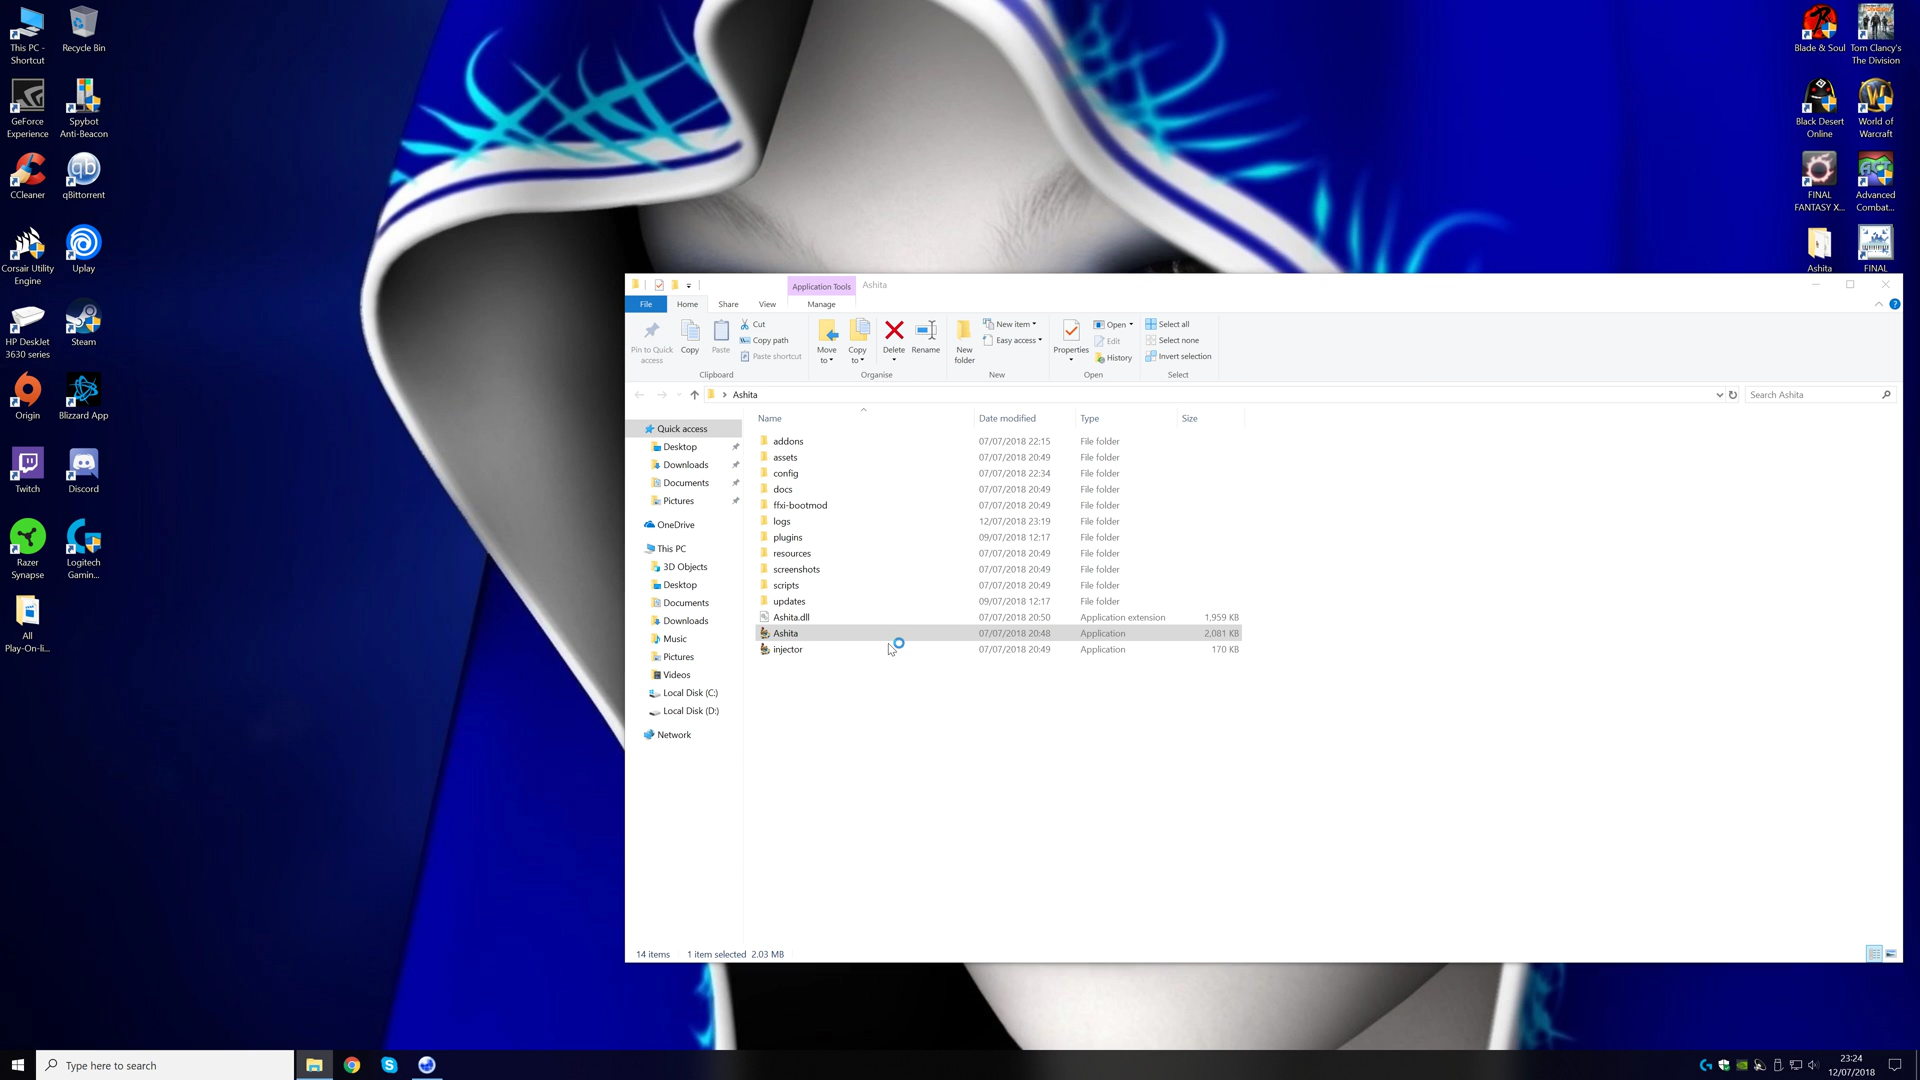 This PC -
Shortcut
Recycle Bin
GeForce
Experience
Spybot
Anti-Beacon
CCleaner
qBittorrent
Corsair Utility
Engine
Uplay
HP DeskJet
3630 series
Steam
Origin
Blizzard App
Twitch
Discord
Razer
Synapse
Logitech
Gaming...
All
Play-On-li...
Blade & Soul
Tom Clancy's
The Division
Black Desert
Online
World of
Warcraft
FINAL
FANTASY X...
Advanced
Combat...
Ashita
FINAL
Application Tools
Ashita
File
Home
Share
View
Manage
Pin to Quick
access
Copy
Paste
Cut
Copy path
Paste shortcut
Clipboard
Move
to
Copy
to
Delete
Rename
Organise
New
folder
New item
Easy access
New
Properties
Open
Edit
History
Open
Select all
Select none
Invert selection
Select
Ashita
Search Ashita
Quick access
Desktop
Downloads
Documents
Pictures
OneDrive
This PC
3D Objects
Desktop
Documents
Downloads
Music
Pictures
Videos
Local Disk (C:)
Local Disk (D:)
Network
Name Date modified Type Size
addons 07/07/2018 22:15 File folder
assets 07/07/2018 20:49 File folder
config 07/07/2018 22:34 File folder
docs 07/07/2018 20:49 File folder
ffxi-bootmod 07/07/2018 20:49 File folder
logs 12/07/2018 23:19 File folder
plugins 09/07/2018 12:17 File folder
resources 07/07/2018 20:49 File folder
screenshots 07/07/2018 20:49 File folder
scripts 07/07/2018 20:49 File folder
updates 09/07/2018 12:17 File folder
Ashita.dll 07/07/2018 20:50 Application extension 1,959 KB
Ashita 07/07/2018 20:48 Application 2,081 KB
injector 07/07/2018 20:49 Application 170 KB
14 items 1 item selected 2.03 MB
Type here to search
23:24
12/07/2018